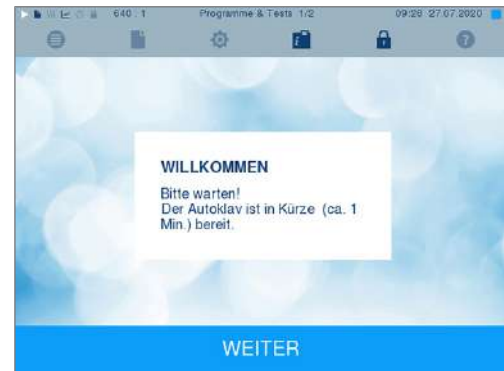 640 : 1 Programme & Tests 1/2 09:28 27.07.2020
WILLKOMMEN
Bitte warten!
Der Autoklav ist in Kürze (ca. 1
Min.) bereit.
WEITER